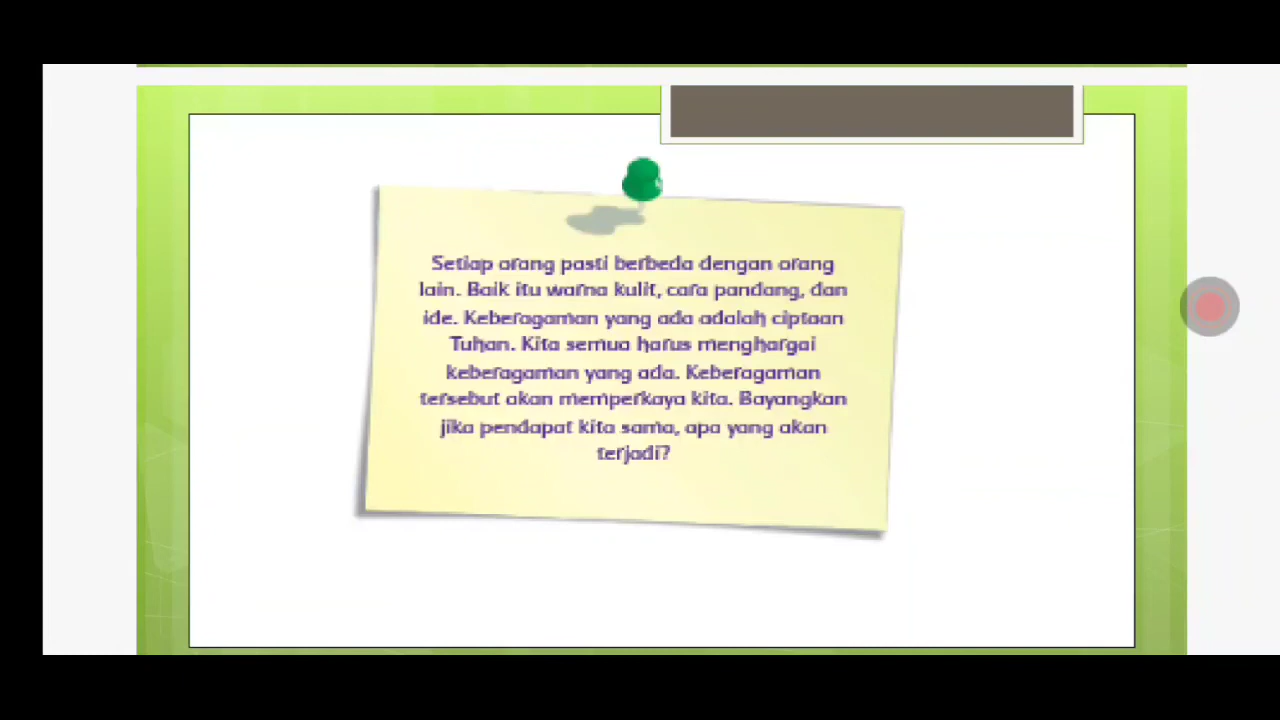 Setiap orang pasti berbeda dengan orang
lain. Baik itu warna kulit, cara pandang, dan
ide. Keberagaman yang ada adalah ciptaan
Tuhan. Kita semua harus menghargai
keberagaman yang ada. Keberagaman
tersebut akan memperkaya kita. Bayangkan
jika pendapat kita sama, apa yang akan
terjadi?